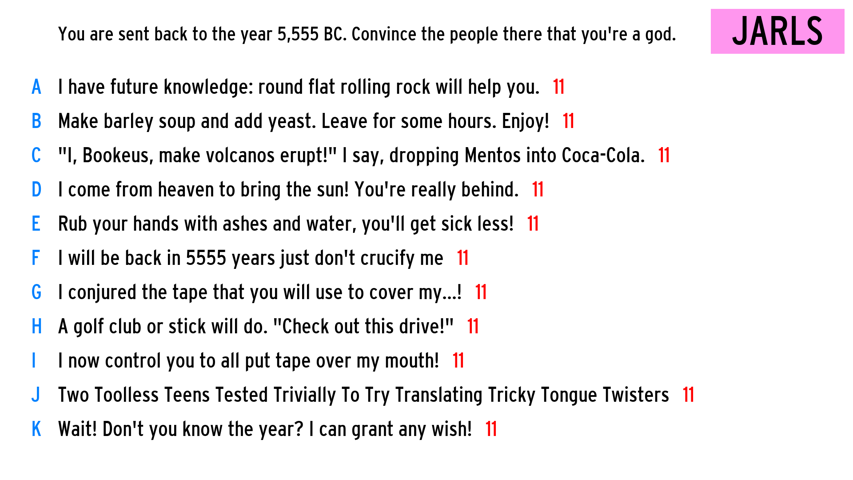 You are sent back to the year 5,555 BC. Convince the people there that you're a god.
JARLS
A I have future knowledge: round flat rolling rock will help you. 11
B Make barley soup and add yeast. Leave for some hours. Enjoy! 11
C "I, Bookeus, make volcanos erupt!" I say, dropping Mentos into Coca-Cola. 11
D I come from heaven to bring the sun! You're really behind. 11
E Rub your hands with ashes and water, you'll get sick less! 11
F I will be back in 5555 years just don't crucify me 11
G I conjured the tape that you will use to cover my...! 11
H A golf club or stick will do. "Check out this drive!" 11
I I now control you to all put tape over my mouth! 11
J Two Toolless Teens Tested Trivially To Try Translating Tricky Tongue Twisters 11
K Wait! Don't you know the year? I can grant any wish! 11